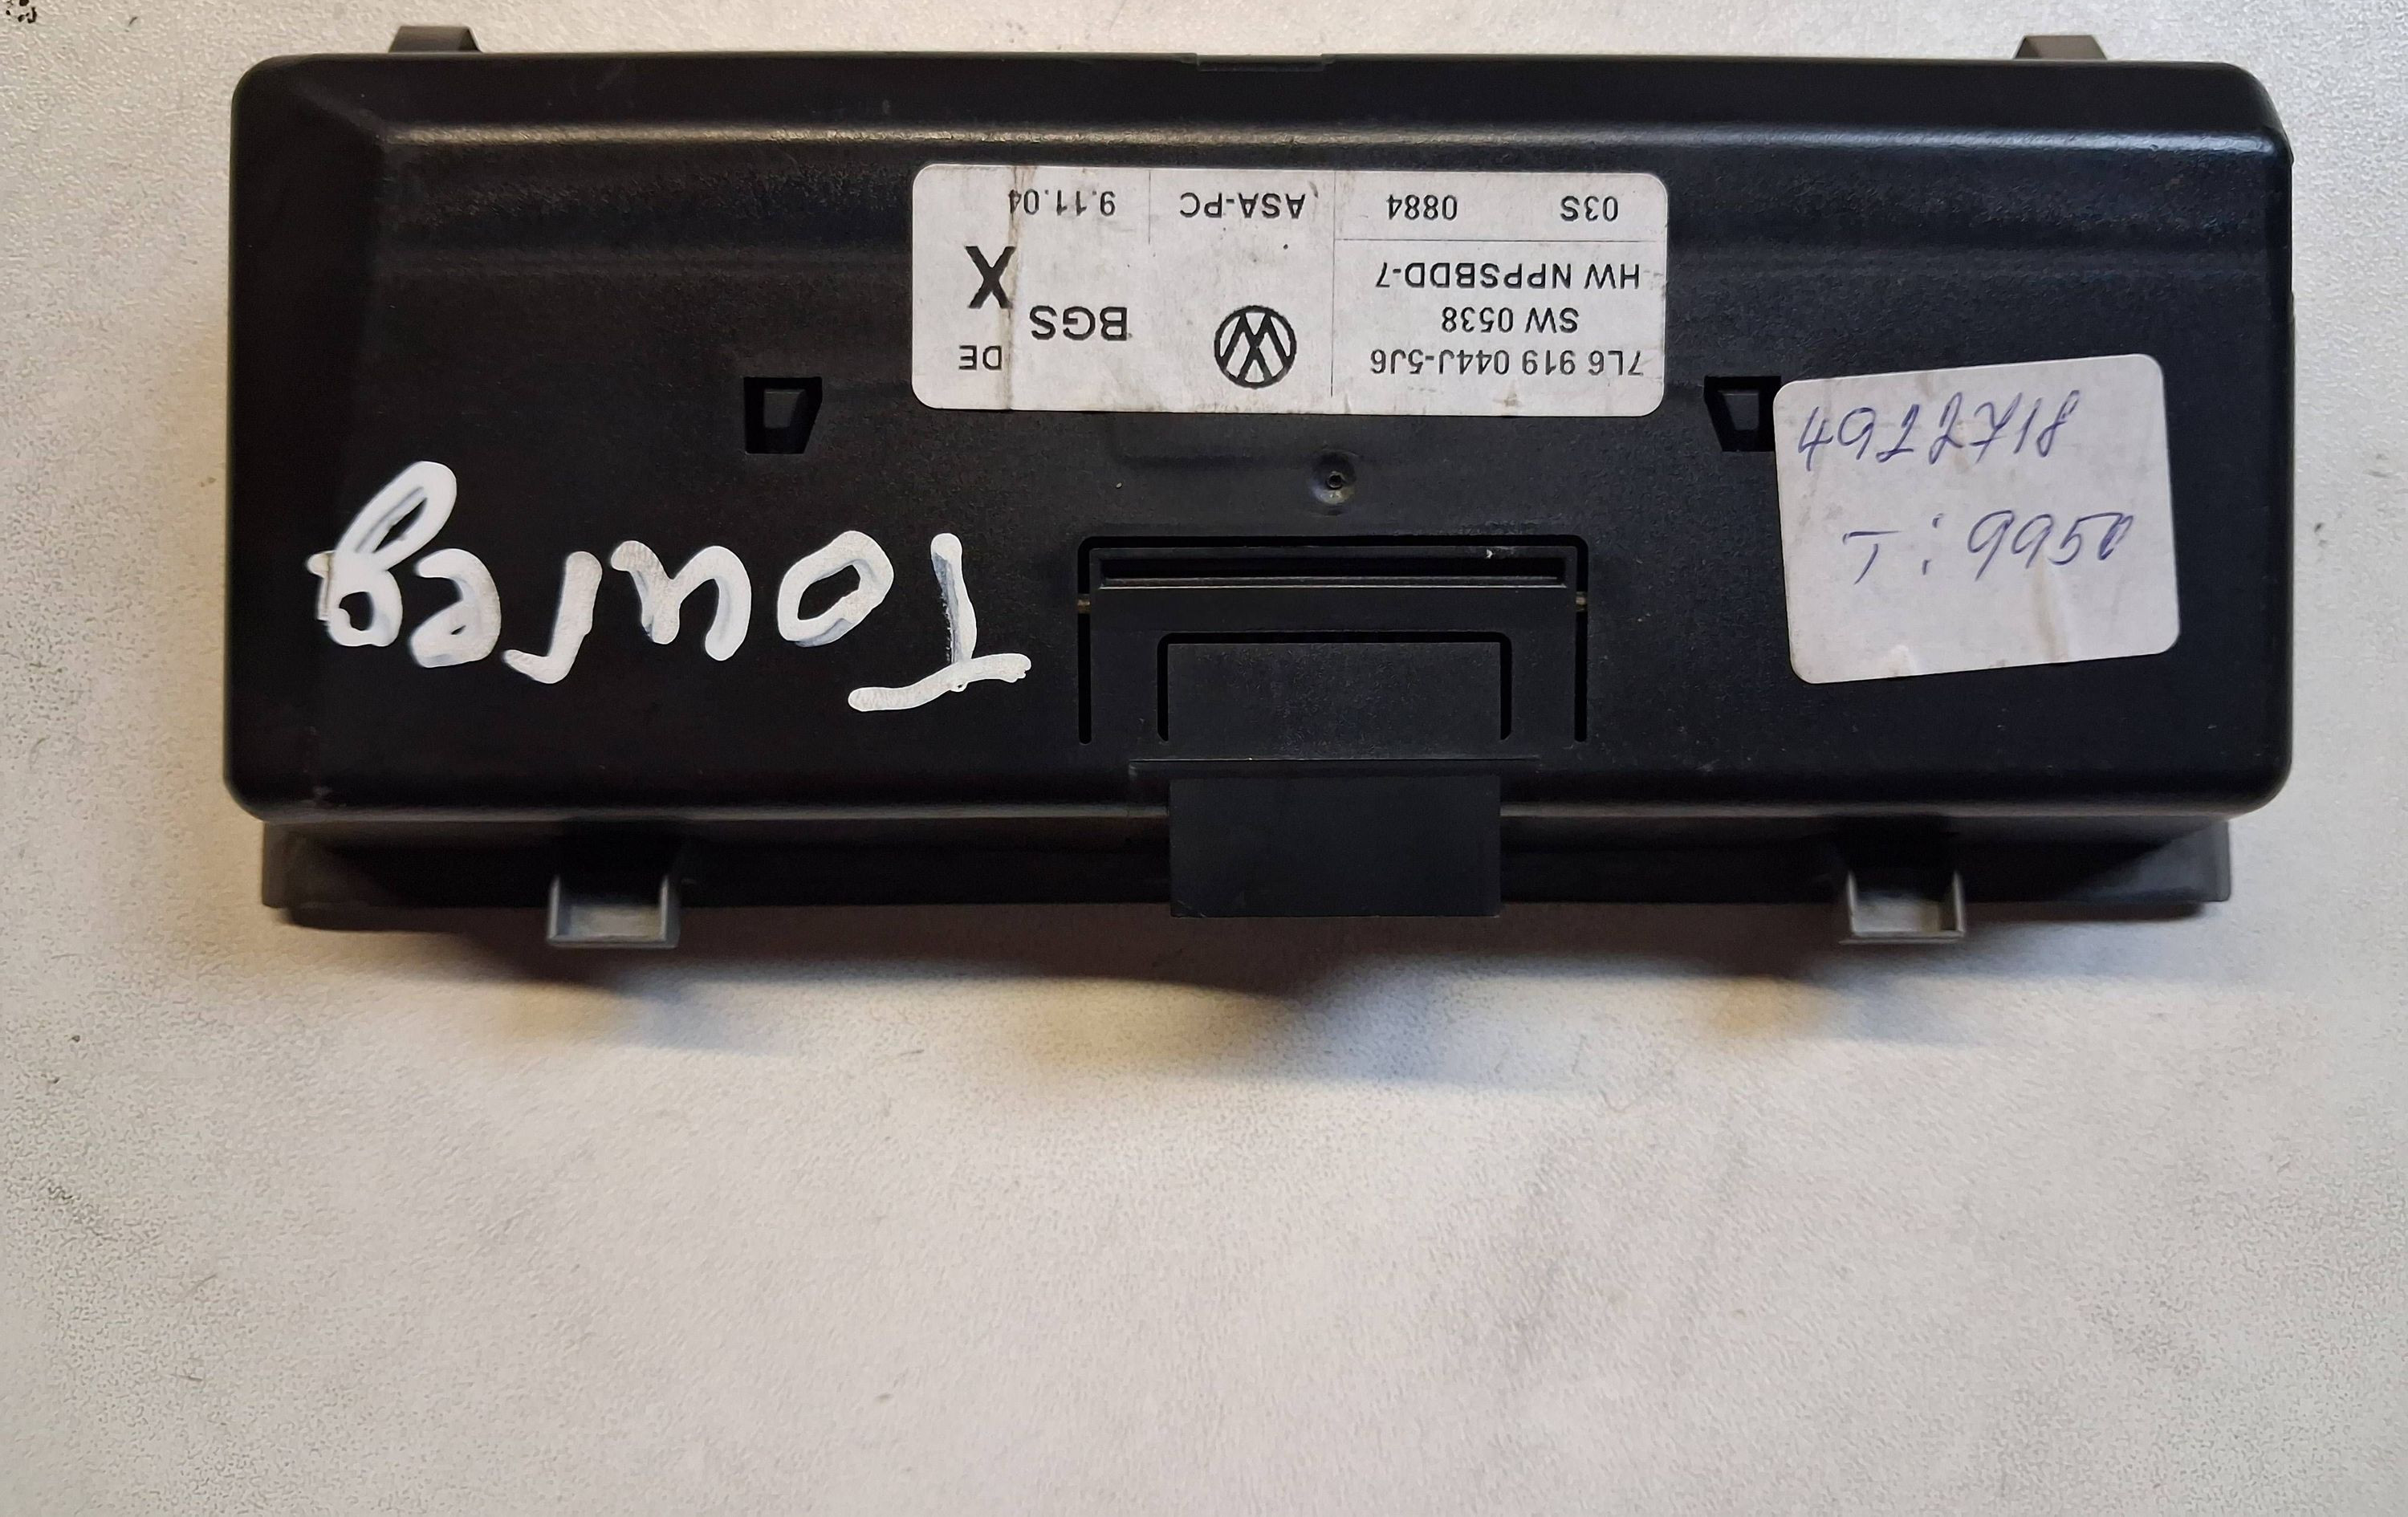 7L6 919 044J-5J6
SW 0538
HW NPPSBDD-7
03S 0884
ASA-PC
9.11.04
BGS
DE
X
Toureg
4922718
T: 9950